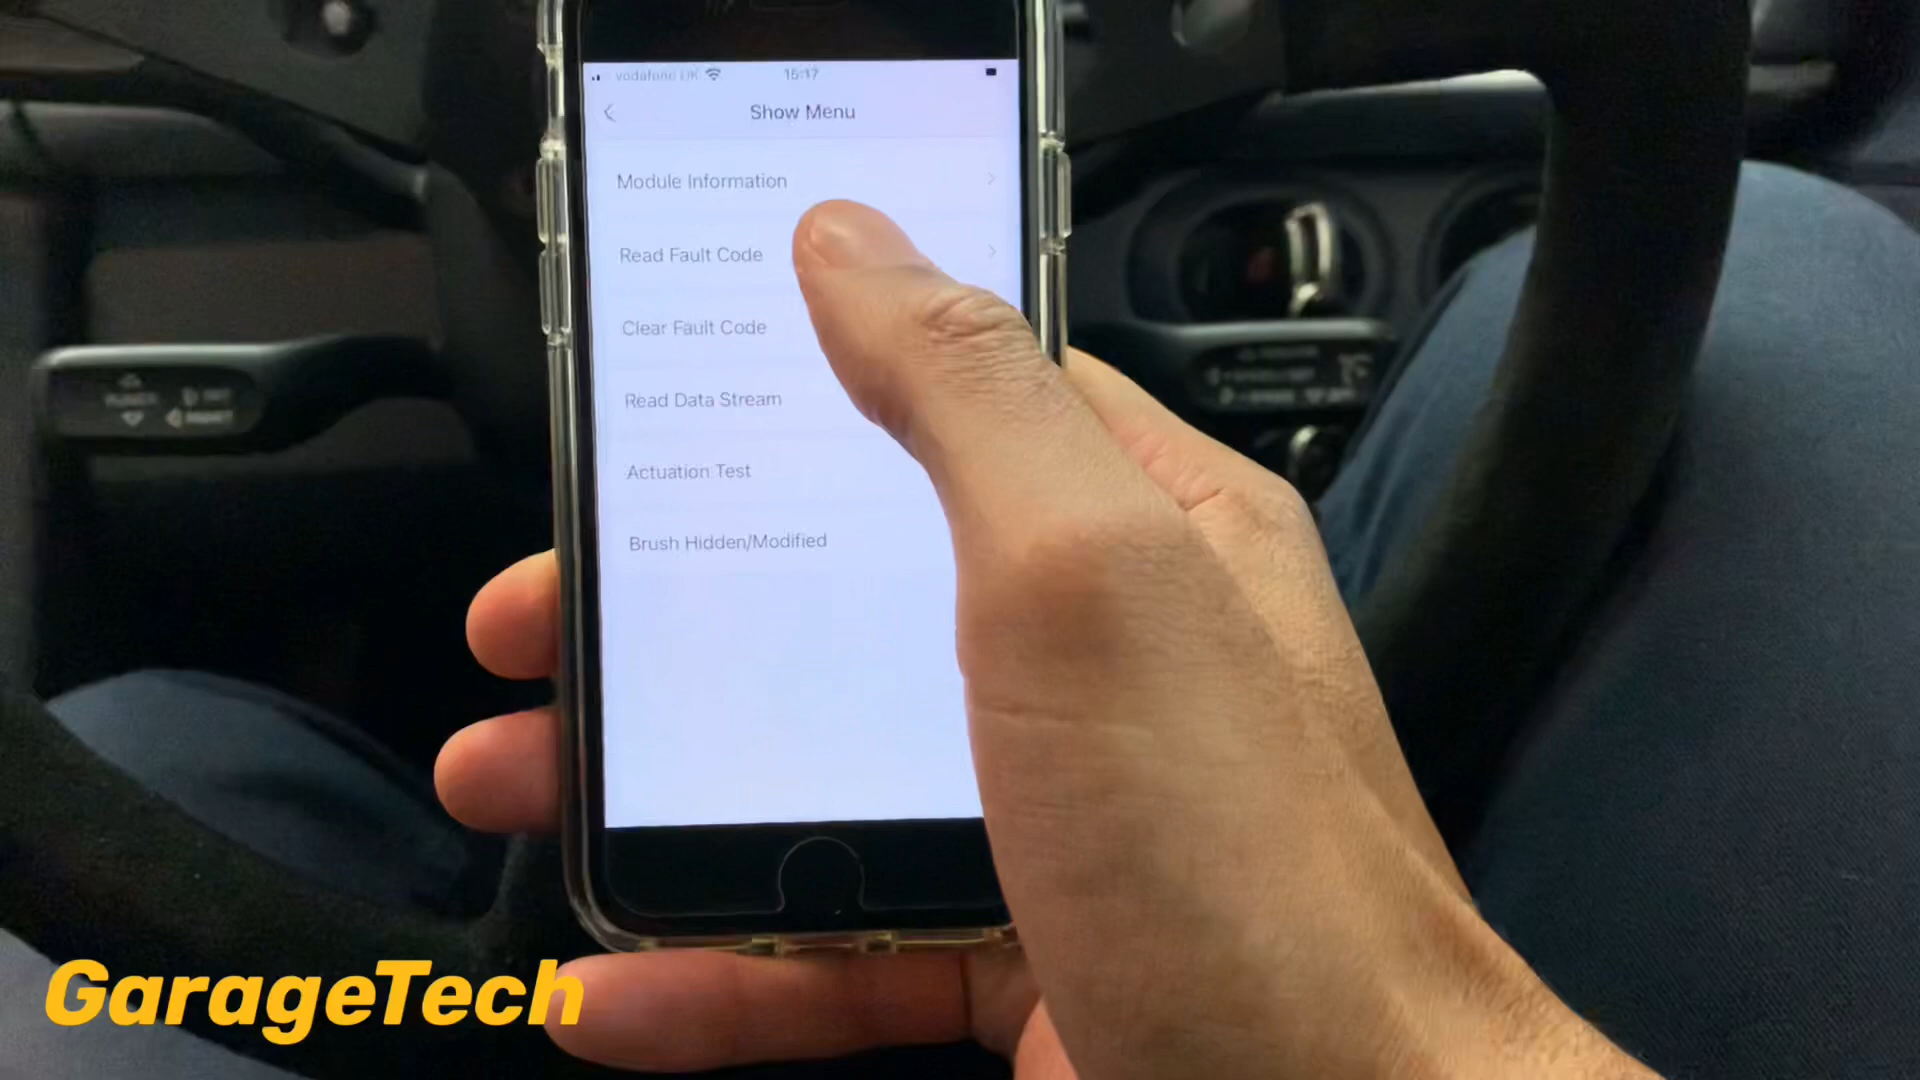 vodafone UK
15:17
Show Menu
Module Information
Read Fault Code
Clear Fault Code
Read Data Stream
Actuation Test
Brush Hidden/Modified
GarageTech